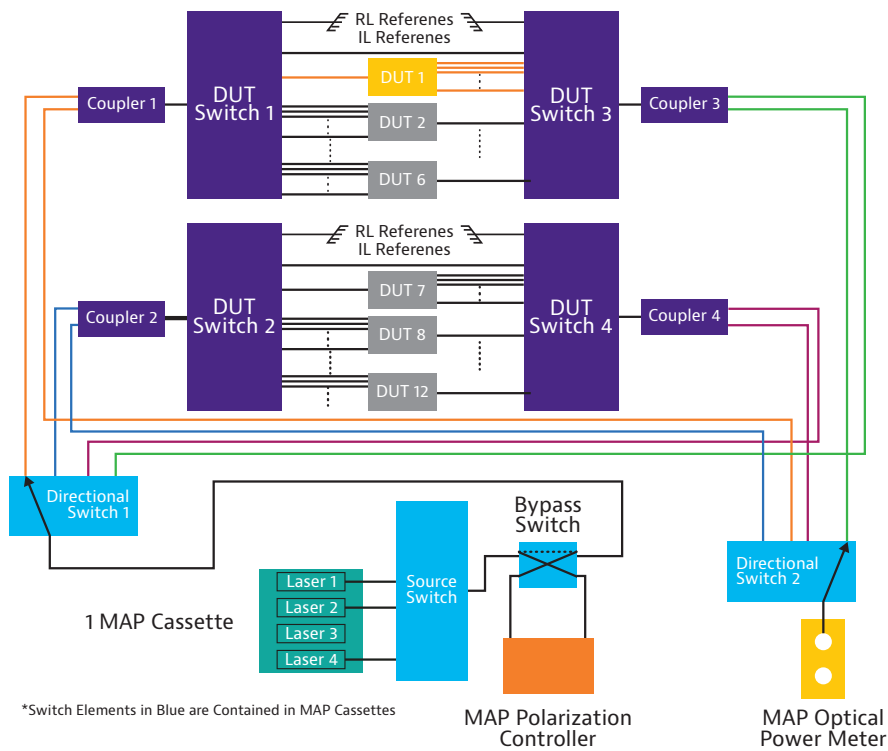 RL Referenes
IL Referenes
Coupler 1
DUT
Switch 1
DUT 1
DUT 2
DUT 6
DUT
Switch 3
Coupler 3
RL Referenes
IL Referenes
Coupler 2
DUT
Switch 2
DUT 7
DUT 8
DUT 12
DUT
Switch 4
Coupler 4
Directional
Switch 1
Bypass
Switch
Directional
Switch 2
1 MAP Cassette
Laser 1
Laser 2
Laser 3
Laser 4
Source
Switch
*Switch Elements in Blue are Contained in MAP Cassettes
MAP Polarization
Controller
MAP Optical
Power Meter